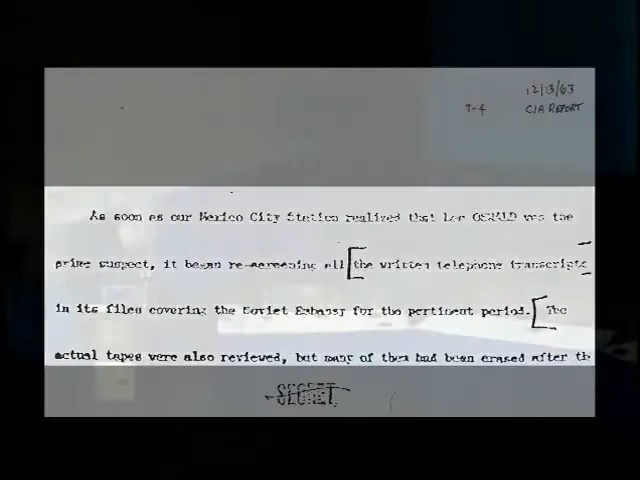 12/13/63
T-4 CIA REPORT
As soon as our Mexico City Station realized that Lee OSWALD was the
prime suspect, it began re-screening all [the written telephone transcripts
in its files covering the Soviet Embassy for the pertinent period. [The
actual tapes were also reviewed, but many of them had been erased after th
SECRET